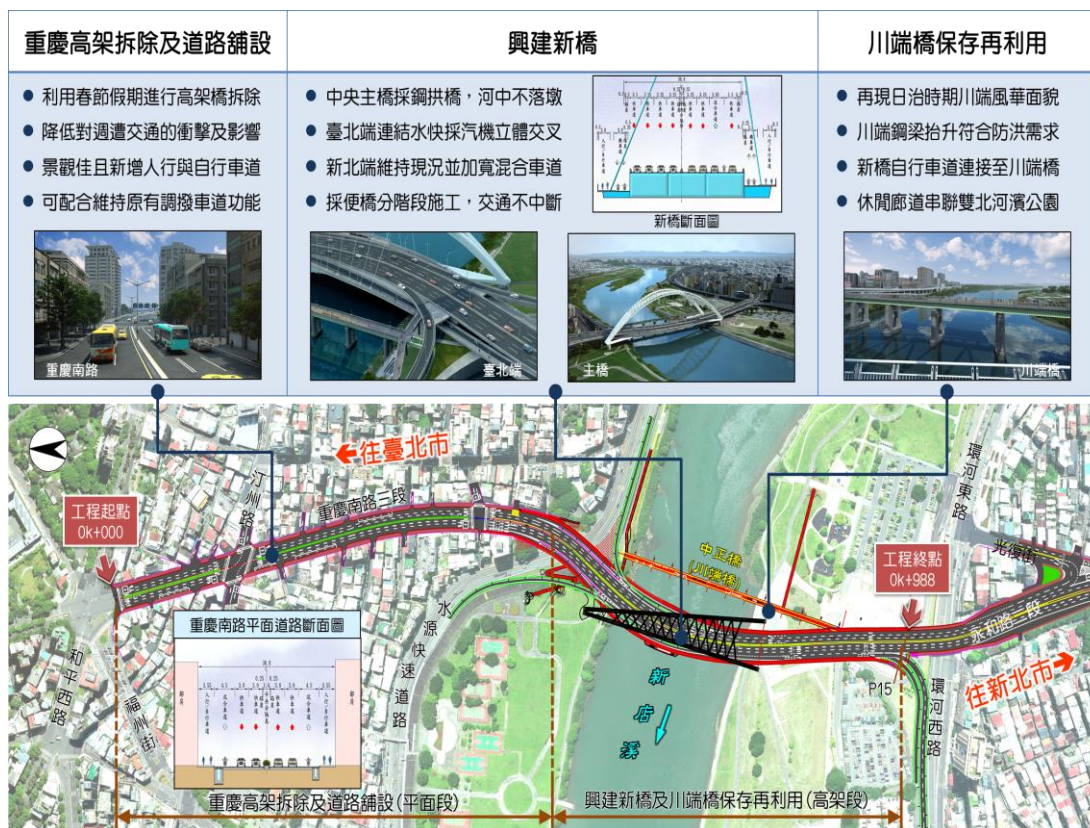 重慶高架拆除及道路舖設
利用春節假期進行高架橋拆除
降低對週遭交通的衝擊及影響
景觀佳且新增人行與自行車道
可配合維持原有調撥車道功能
重慶南路
興建新橋
中央主橋採鋼拱橋，河中不落墩
臺北端連結水快採汽機立體交叉
新北端維持現況並加寬混合車道
採便橋分階段施工，交通不中斷
新橋斷面圖
臺北端
主橋
川端橋保存再利用
再現日治時期川端風華面貌
川端鋼梁抬升符合防洪需求
新橋自行車道連接至川端橋
休閒廊道串聯雙北河濱公園
川端橋
往臺北市
工程起點
0k+000
汀州路
重慶南路三段
中正橋
(川端橋)
環河東路
光復街
工程終點
0k+988
永和路二段
往新北市
水源快速道路
新店溪
P15
環河西路
和平西路
福州街
重慶南路平面道路斷面圖
重慶高架拆除及道路舖設(平面段)
興建新橋及川端橋保存再利用(高架段)